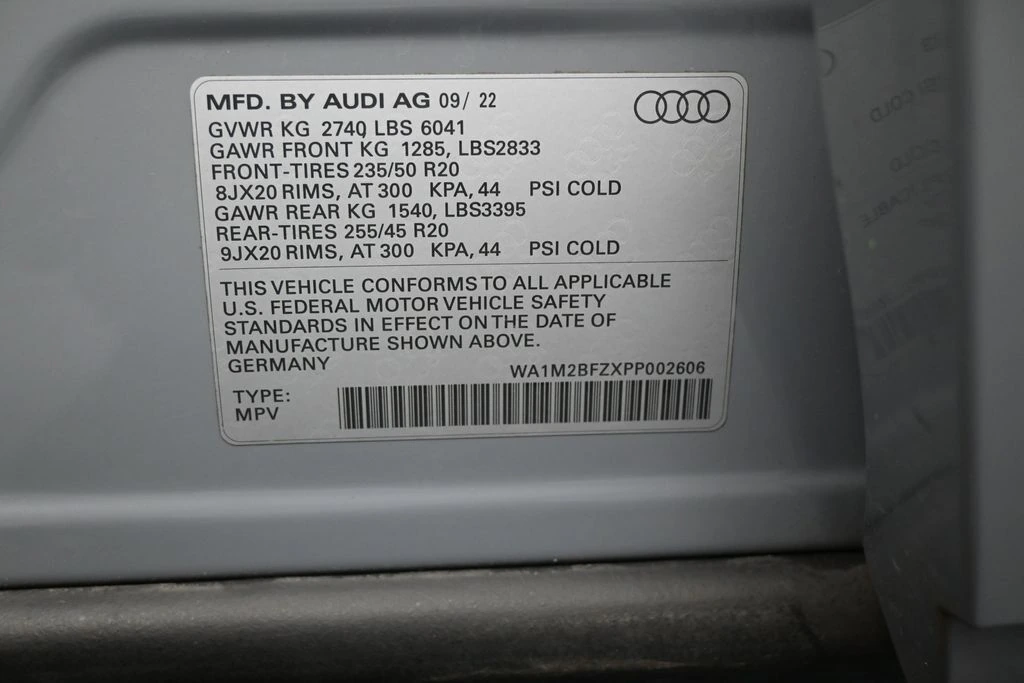 MFD. BY AUDI AG 09/ 22
GVWR KG 2740 LBS 6041
GAWR FRONT KG 1285, LBS2833
FRONT-TIRES 235/50 R20
8JX20 RIMS, AT 300 KPA, 44 PSI COLD
GAWR REAR KG 1540, LBS3395
REAR-TIRES 255/45 R20
9JX20 RIMS, AT 300 KPA, 44 PSI COLD
THIS VEHICLE CONFORMS TO ALL APPLICABLE
U.S. FEDERAL MOTOR VEHICLE SAFETY
STANDARDS IN EFFECT ON THE DATE OF
MANUFACTURE SHOWN ABOVE.
GERMANY
WA1M2BFZXPP002606
TYPE:
MPV